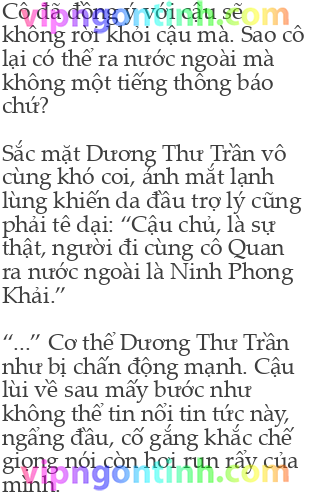 Cô đã đồng ý với cậu sẽ
không rời khỏi cậu mà. Sao cô
lại có thể ra nước ngoài mà
không một tiếng thông báo
chứ?
Sắc mặt Dương Thư Trần vô
cùng khó coi, ánh mắt lạnh
lùng khiến da đầu trợ lý cũng
phải tê dại: “Cậu chủ, là sự
thật, người đi cùng cô Quan
ra nước ngoài là Ninh Phong
Khải.”
“...” Cơ thể Dương Thư Trần
như bị chấn động mạnh. Cậu
lùi về sau mấy bước như
không thể tin nổi tin tức này,
ngẩng đầu, cố gắng khắc chế
giọng nói còn hơi run rẩy của
mình.
vipngontinh.com
vipngontinh.com